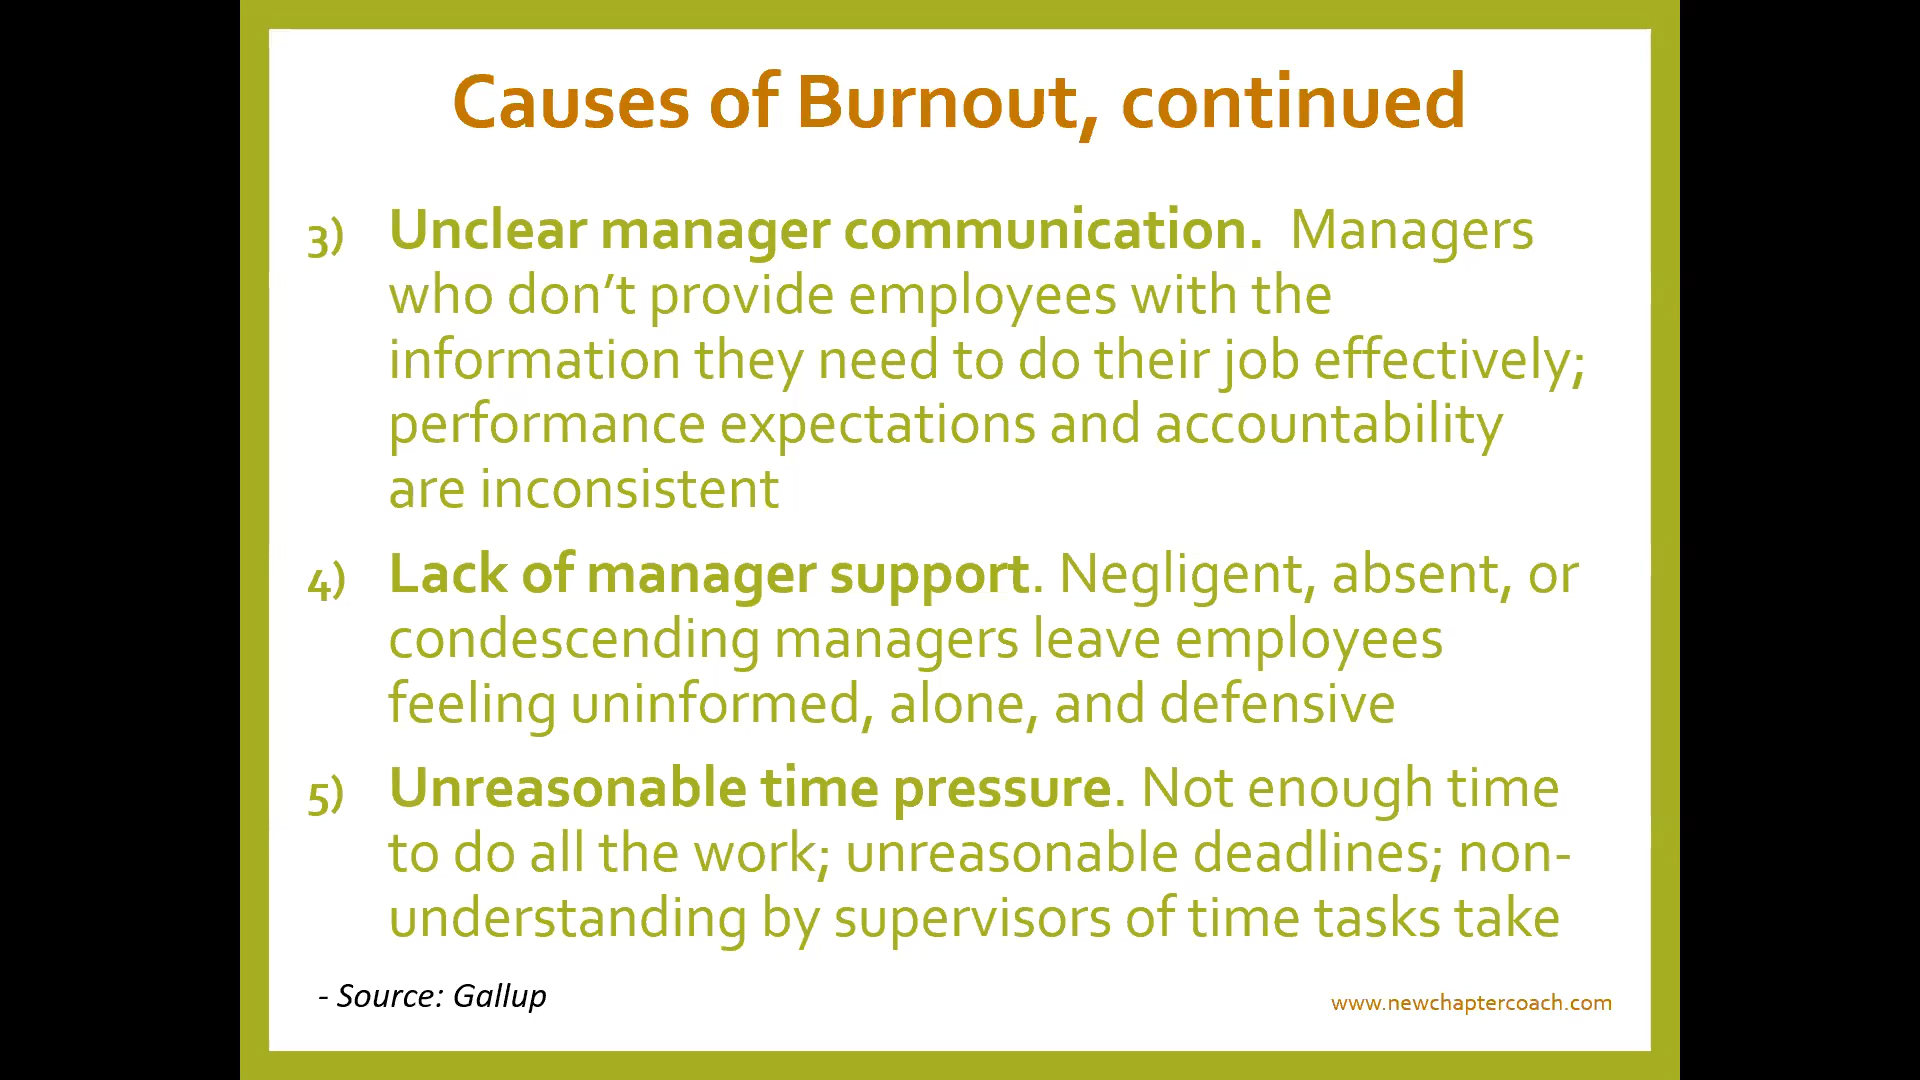 Causes of Burnout, continued
3) Unclear manager communication.  Managers
who don’t provide employees with the
information they need to do their job effectively;
performance expectations and accountability
are inconsistent
4) Lack of manager support. Negligent, absent, or
condescending managers leave employees
feeling uninformed, alone, and defensive
5) Unreasonable time pressure. Not enough time
to do all the work; unreasonable deadlines; non-
understanding by supervisors of time tasks take
- Source: Gallup
www.newchaptercoach.com